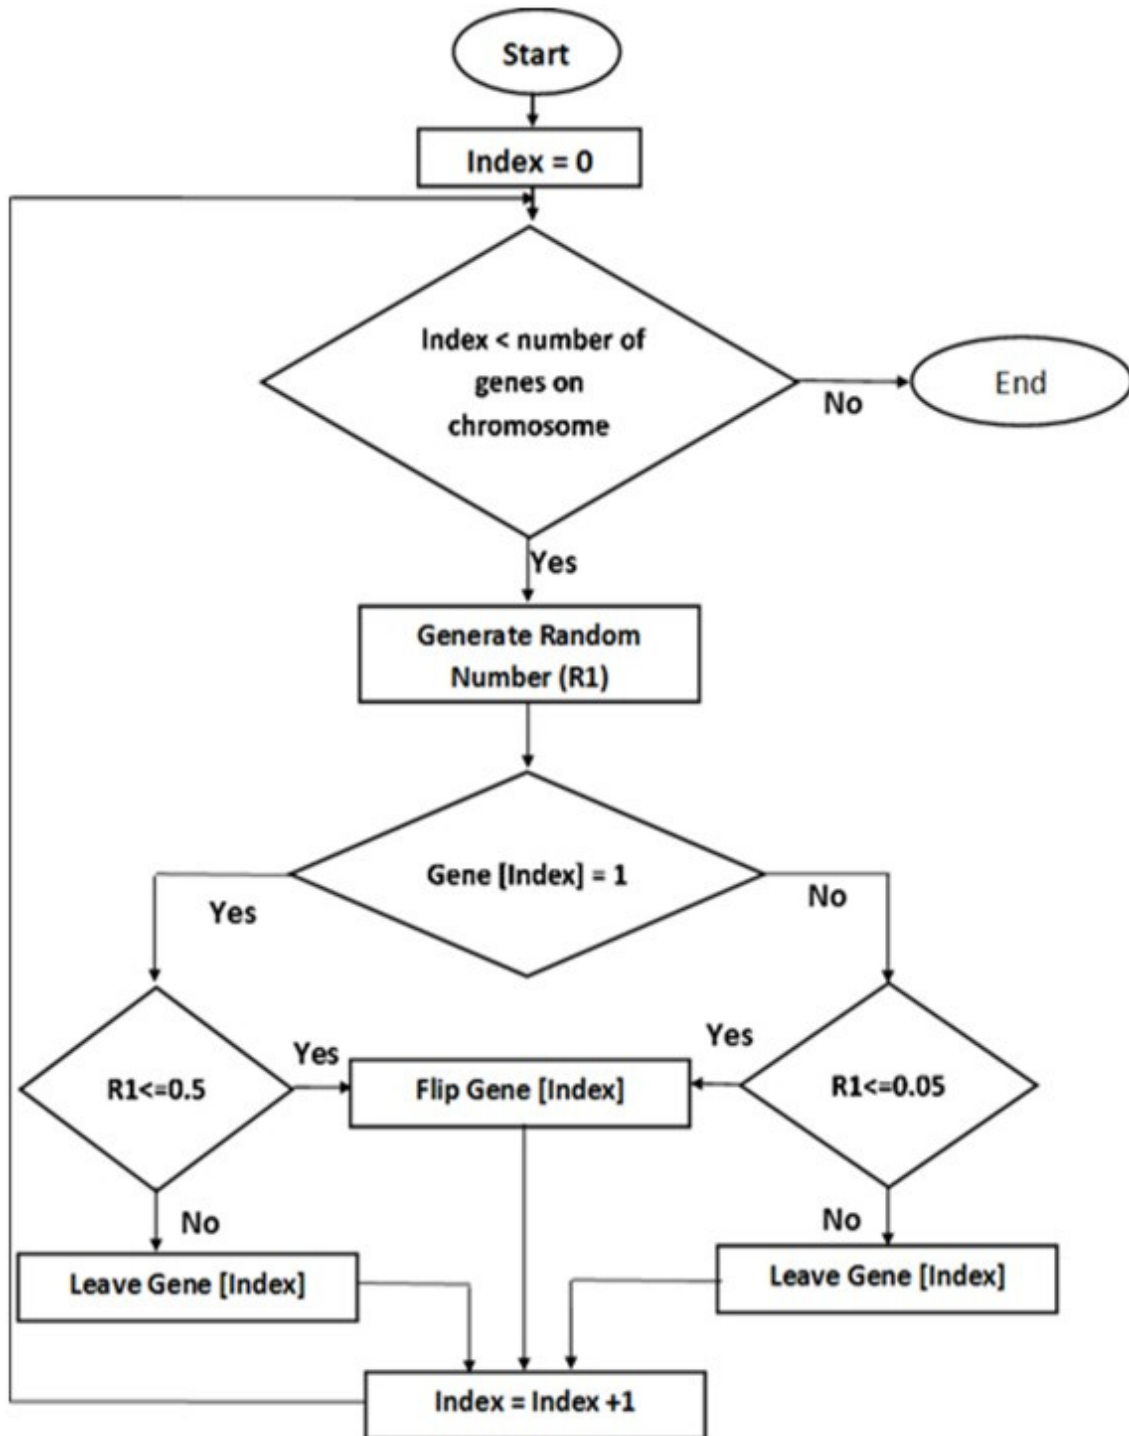 Start
Index = 0
Index < number of
genes on
chromosome
No
End
Yes
Generate Random
Number (R1)
Gene [Index] = 1
Yes
No
R1<=0.5
Yes
Flip Gene [Index]
Yes
R1<=0.05
No
No
Leave Gene [Index]
Leave Gene [Index]
Index = Index +1